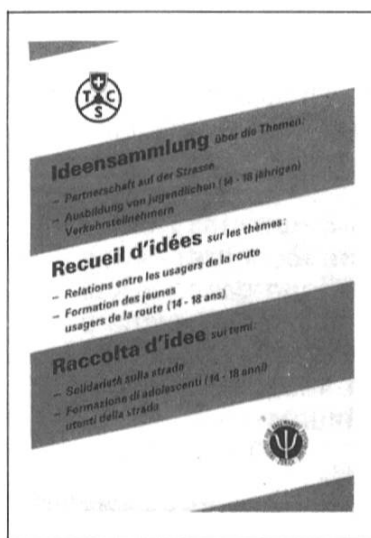 T C S
Ideensammlung über die Themen:
– Partnerschaft auf der Strasse
– Ausbildung von jugendlichen (14 - 18 jährigen)
Verkehrsteilnehmern
Recueil d'idées sur les thèmes:
– Relations entre les usagers de la route
– Formation des jeunes
usagers de la route (14 - 18 ans)
Raccolta d'idee sui temi:
– Solidarietà sulla strada
– Formazione di adolescenti (14 - 18 anni)
utenti della strada